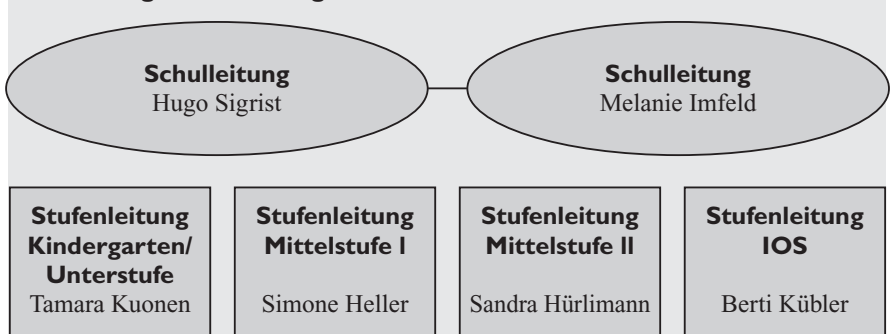 Schulleitung
Hugo Sigrist
Schulleitung
Melanie Imfeld
Stufenleitung
Kindergarten/
Unterstufe
Tamara Kuonen
Stufenleitung
Mittelstufe I
Simone Heller
Stufenleitung
Mittelstufe II
Sandra Hürlimann
Stufenleitung
IOS
Berti Kübler